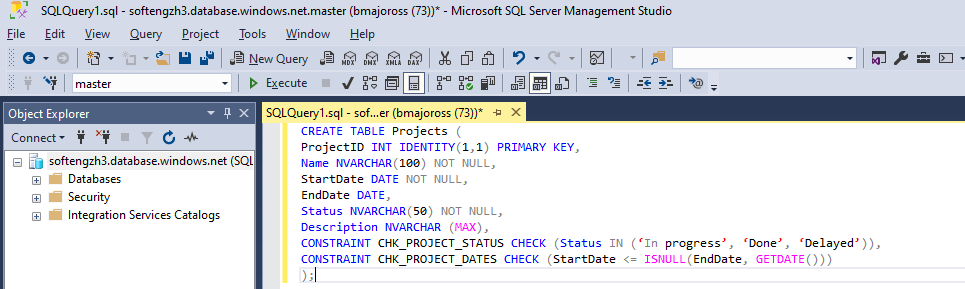 SQLQuery1.sql - softengzh3.database.windows.net.master (bmajoross (73))* - Microsoft SQL Server Management Studio
File Edit View Query Project Tools Window Help
New Query MDX DMX XMLA DAX
master Execute
Object Explorer
Connect
softengzh3.database.windows.net (SQL
Databases
Security
Integration Services Catalogs
SQLQuery1.sql - sof...er (bmajoross (73))*
CREATE TABLE Projects (
ProjectID INT IDENTITY(1,1) PRIMARY KEY,
Name NVARCHAR(100) NOT NULL,
StartDate DATE NOT NULL,
EndDate DATE,
Status NVARCHAR(50) NOT NULL,
Description NVARCHAR (MAX),
CONSTRAINT CHK_PROJECT_STATUS CHECK (Status IN (‘In progress’, ‘Done’, ‘Delayed’)),
CONSTRAINT CHK_PROJECT_DATES CHECK (StartDate <= ISNULL(EndDate, GETDATE()))
);